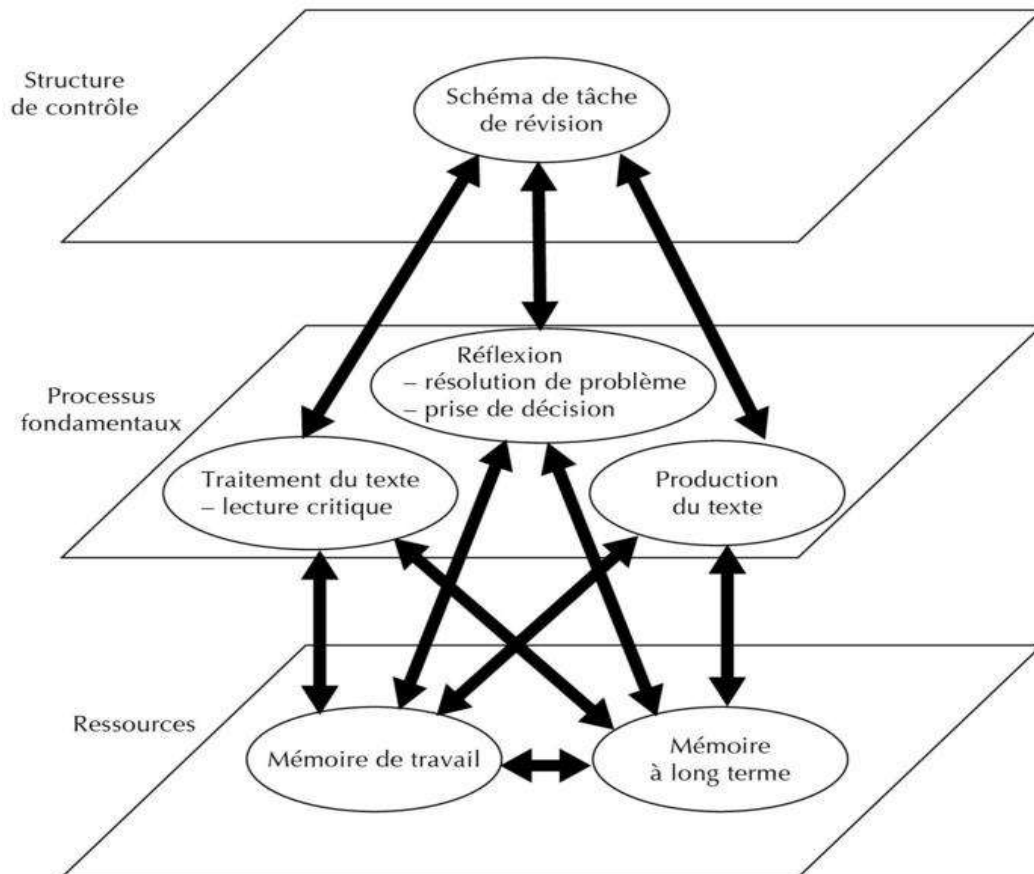 Structure
de contrôle
Schéma de tâche
de révision
Processus
fondamentaux
Réflexion
– résolution de problème
– prise de décision
Traitement du texte
– lecture critique
Production
du texte
Ressources
Mémoire de travail
Mémoire
à long terme